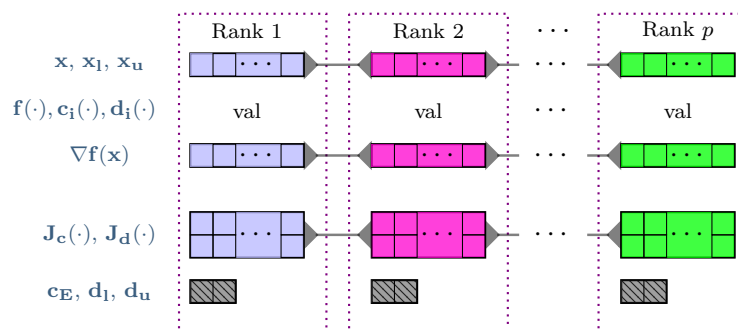 Rank 1 Rank 2 · · · Rank p
x, x_l, x_u · · · · · · · · · · · ·
f(·), c_i(·), d_i(·) val val · · · val
∇f(x) · · · · · · · · · · · ·
J_c(·), J_d(·) · · · · · · · · · · · ·
c_E, d_l, d_u